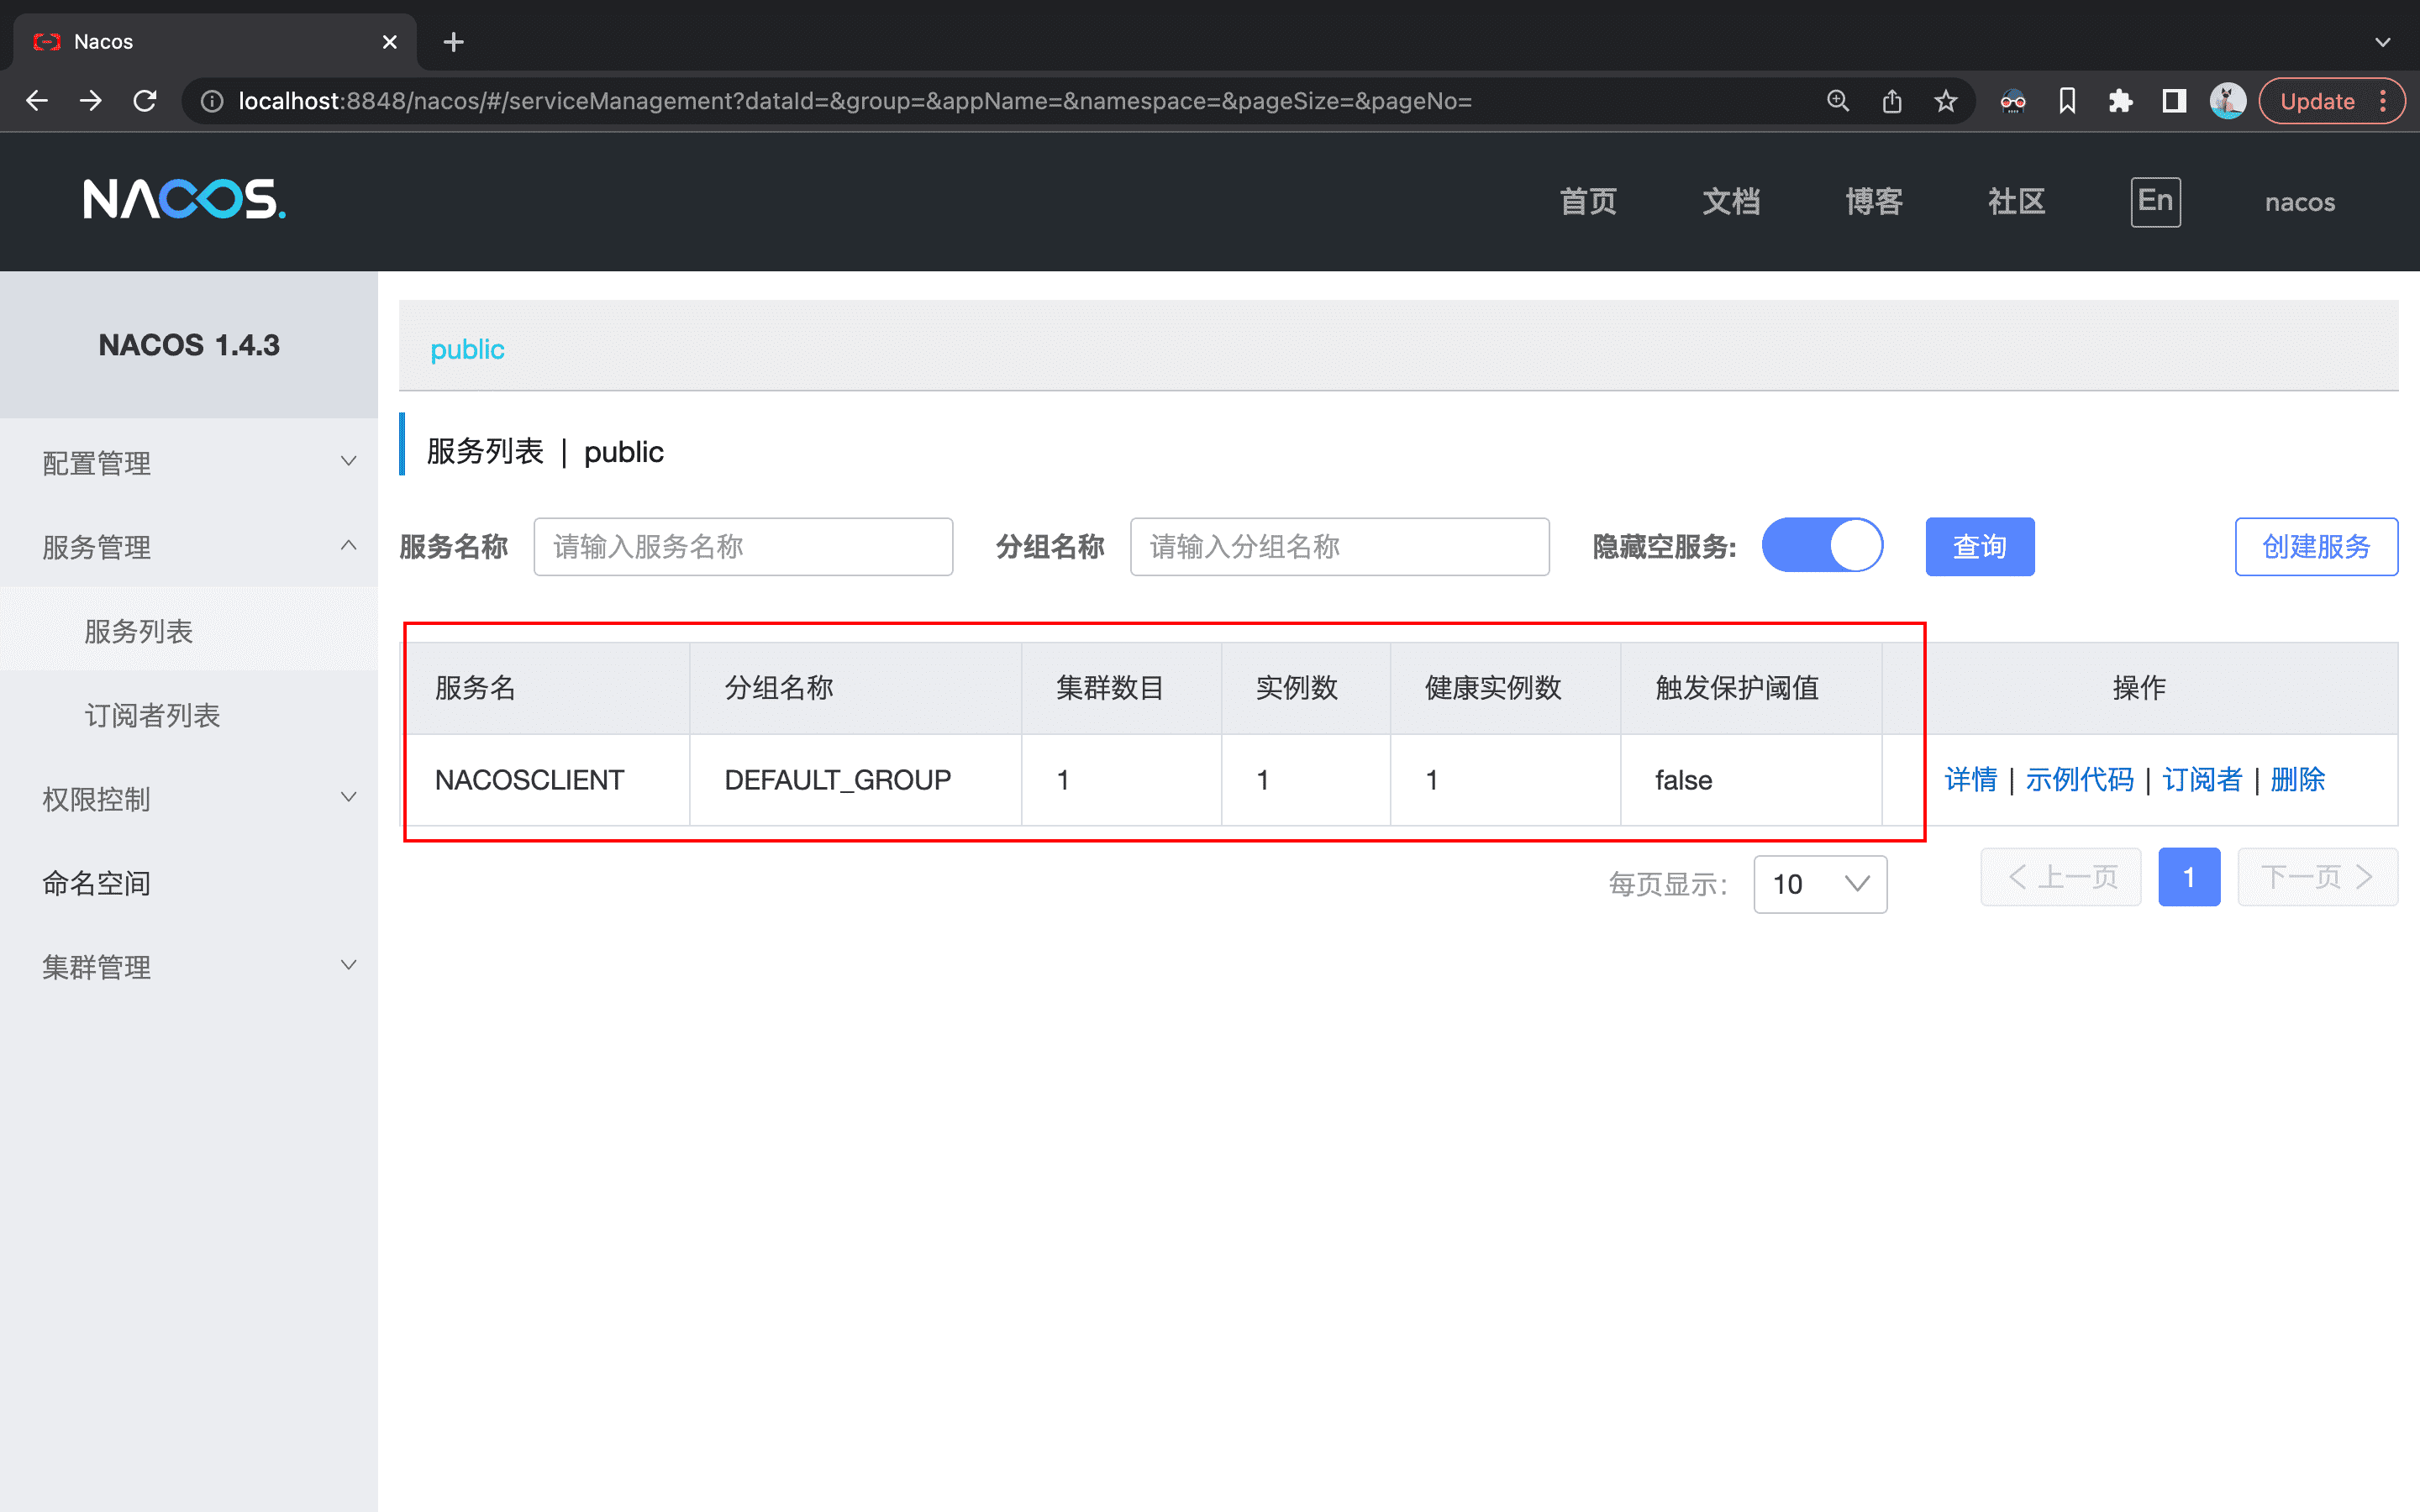 Nacos
localhost:8848/nacos/#/serviceManagement?dataId=&group=&appName=&namespace=&pageSize=&pageNo=
Update
NACOS.
首页 文档 博客 社区 En nacos
NACOS 1.4.3
配置管理
服务管理
服务列表
订阅者列表
权限控制
命名空间
集群管理
public
服务列表 | public
服务名称 请输入服务名称 分组名称 请输入分组名称 隐藏空服务: 查询 创建服务
服务名 分组名称 集群数目 实例数 健康实例数 触发保护阈值 操作
NACOSCLIENT DEFAULT_GROUP 1 1 1 false 详情 | 示例代码 | 订阅者 | 删除
每页显示: 10 上一页 1 下一页